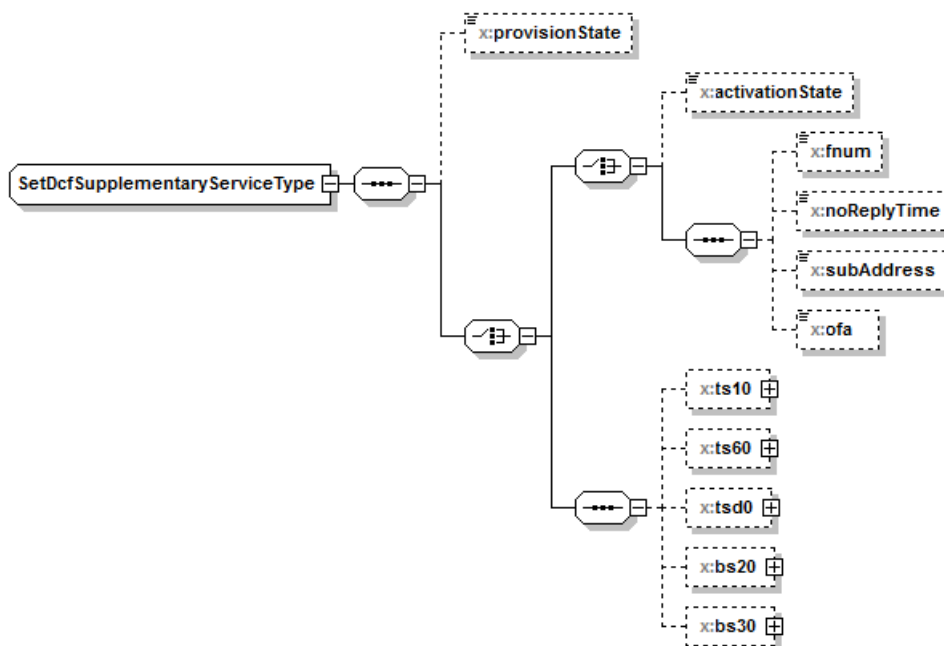 x:provisionState
x:activationState
x:fnum
SetDcfSupplementaryServiceType
x:noReplyTime
x:subAddress
x:ofa
x:ts10
x:ts60
x:tsd0
x:bs20
x:bs30